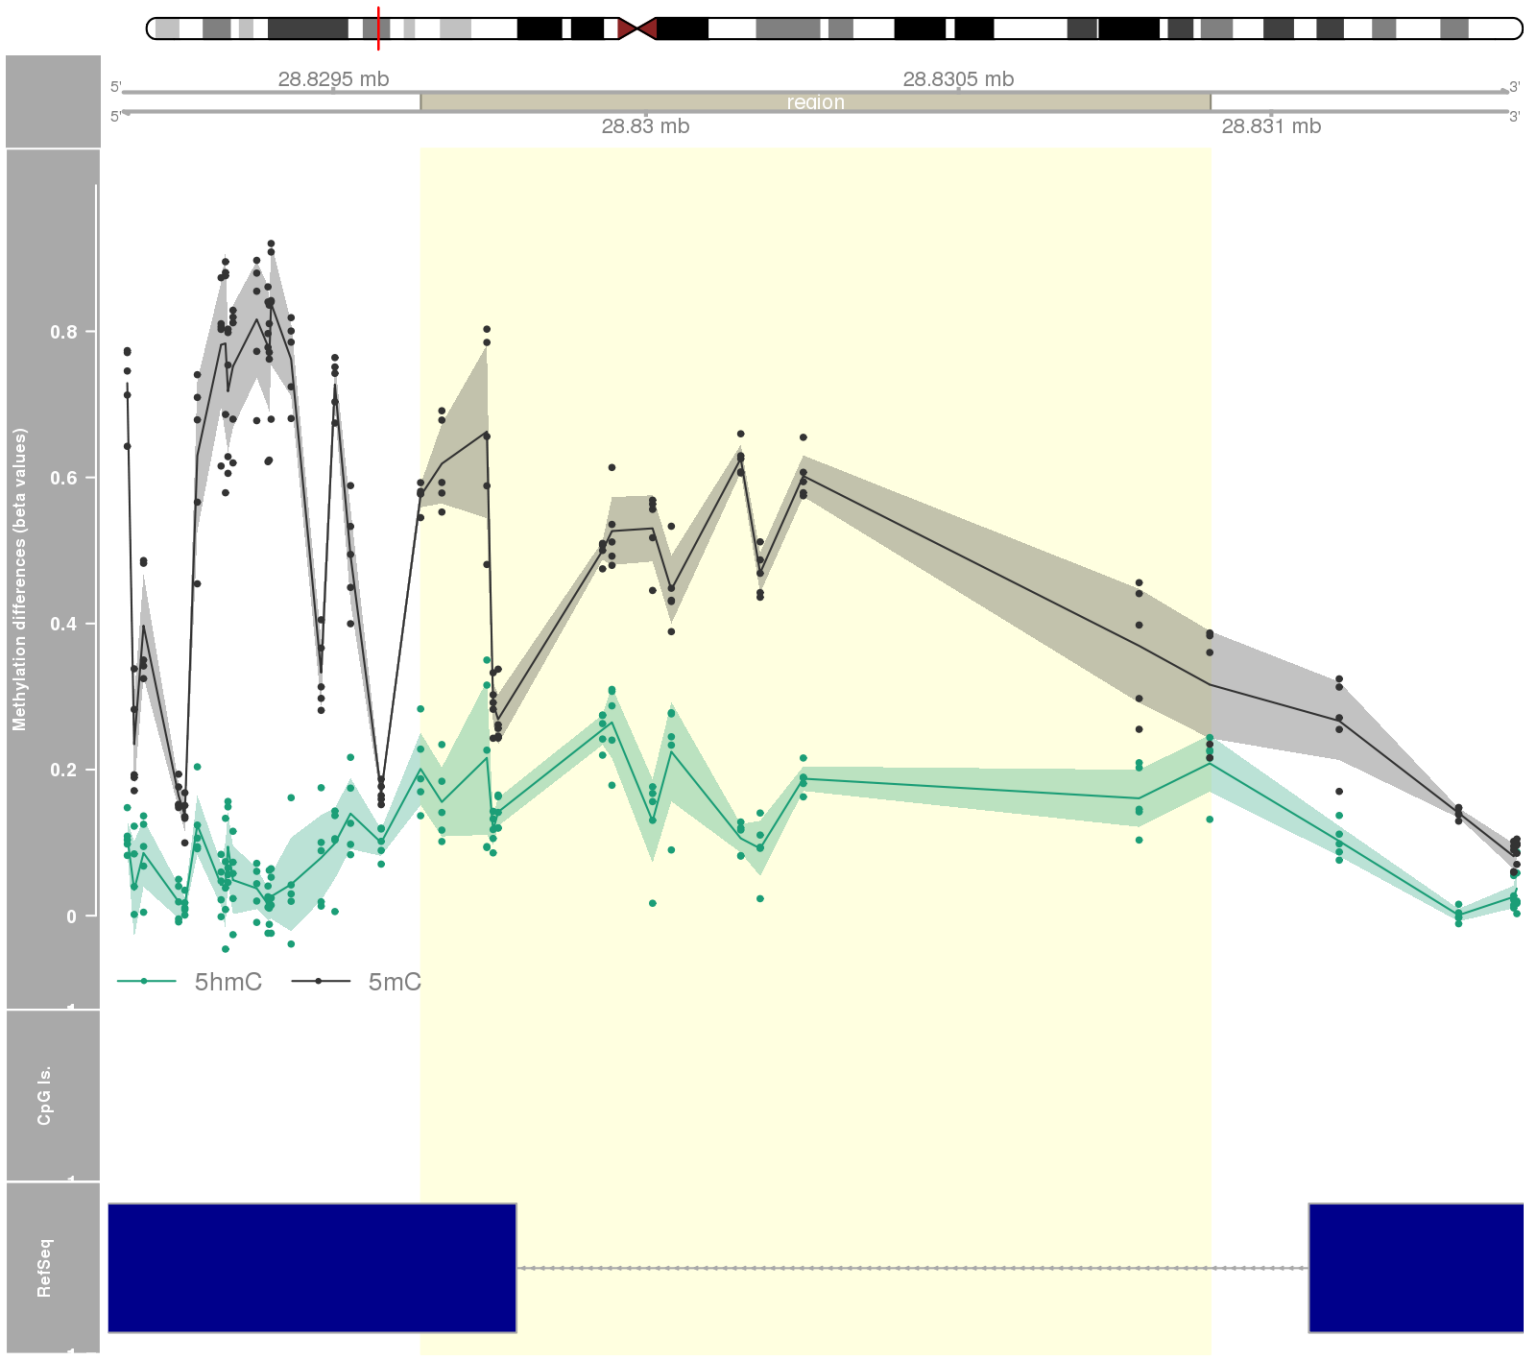 28.8295 mb
28.8305 mb
5'
3'
region
5'
3'
28.83 mb
28.831 mb
Methylation differences (beta values)
0.8
0.6
0.4
0.2
0
5hmC
5mC
CpG Is.
RefSeq